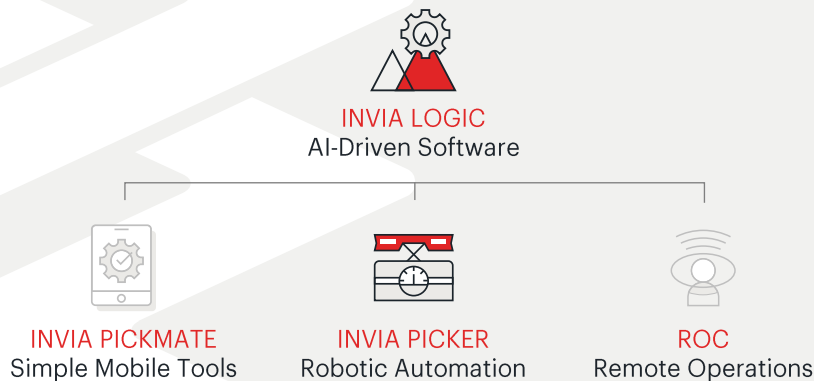 INVIA LOGIC
AI-Driven Software
INVIA PICKMATE
Simple Mobile Tools
INVIA PICKER
Robotic Automation
ROC
Remote Operations